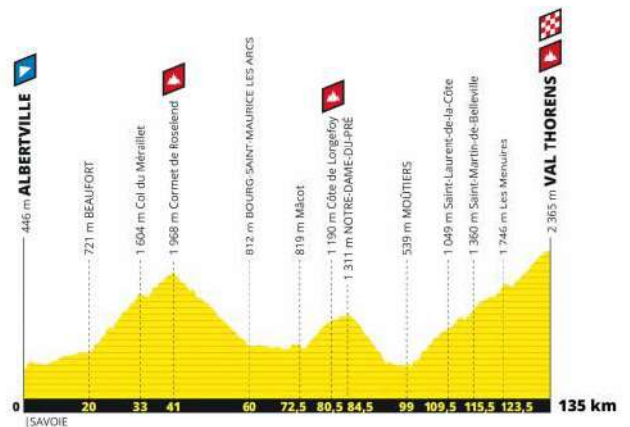 446 m ALBERTVILLE
721 m BEAUFORT
1 604 m Col du Méraillet
1 968 m Cormet de Roselend
812 m BOURG-SAINT-MAURICE LES ARCS
819 m Mâcot
1 190 m Côte de Longefoy
1 311 m NOTRE-DAME-DU-PRÉ
539 m MOÛTIERS
1 049 m Saint-Laurent-de-la-Côte
1 360 m Saint-Martin-de-Belleville
1 746 m Les Menuires
2 365 m VAL THORENS
0 20 33 41 60 72,5 80,5 84,5 99 109,5 115,5 123,5 135 km
SAVOIE